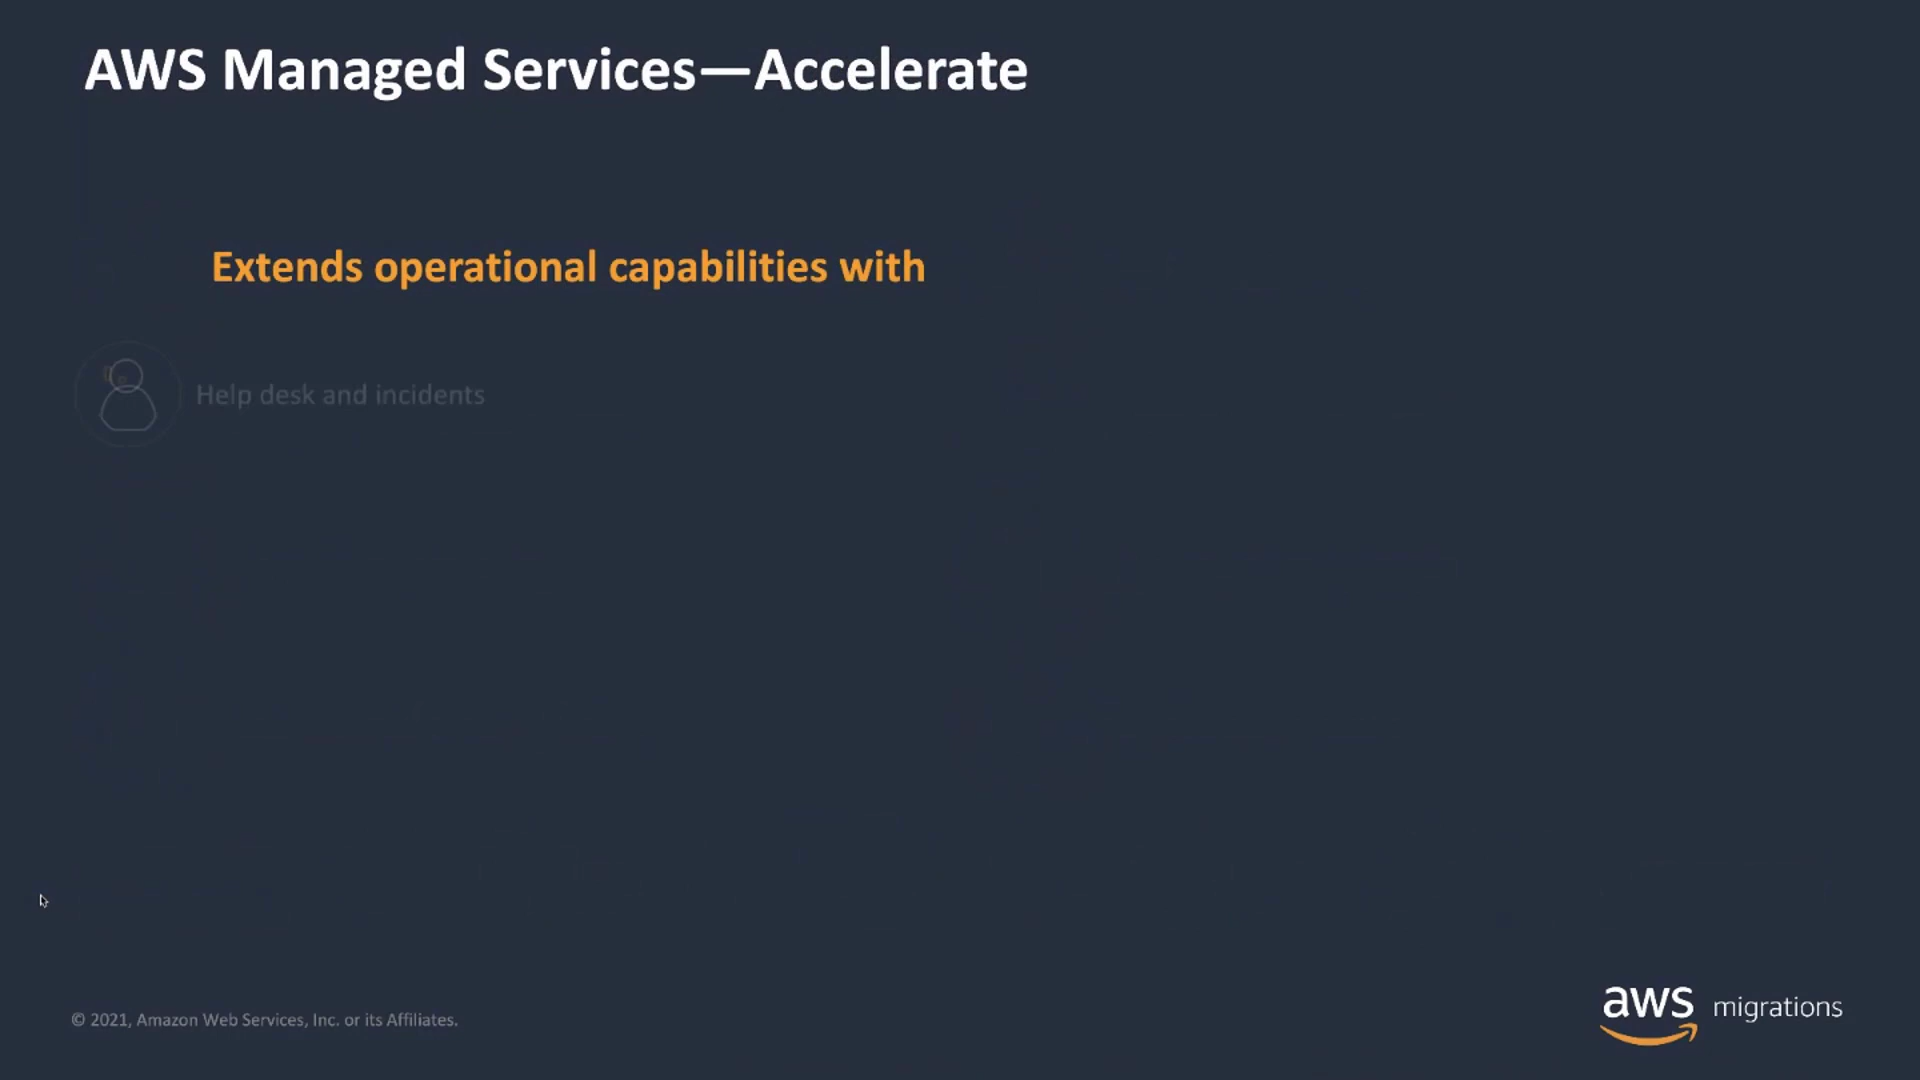 AWS Managed Services—Accelerate
Extends operational capabilities with
Help desk and incidents
© 2021, Amazon Web Services, Inc. or its Affiliates.
aws migrations